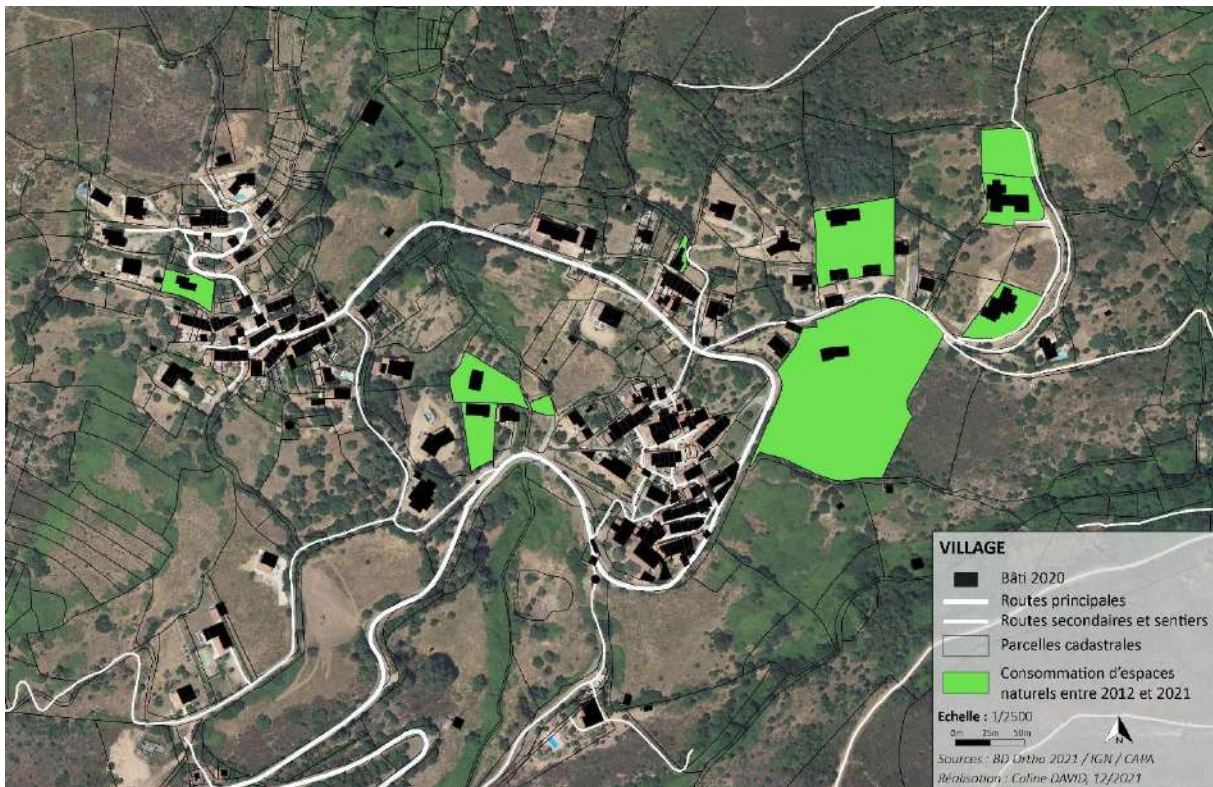 VILLAGE
Bâti 2020
Routes principales
Routes secondaires et sentiers
Parcelles cadastrales
Consommation d'espaces
naturels entre 2012 et 2021
Echelle : 1/2500
0m 25m 50m
N
Sources : BD Ortho 2021 / IGN / CAPA
Réalisation : Coline DAVID, 12/2021